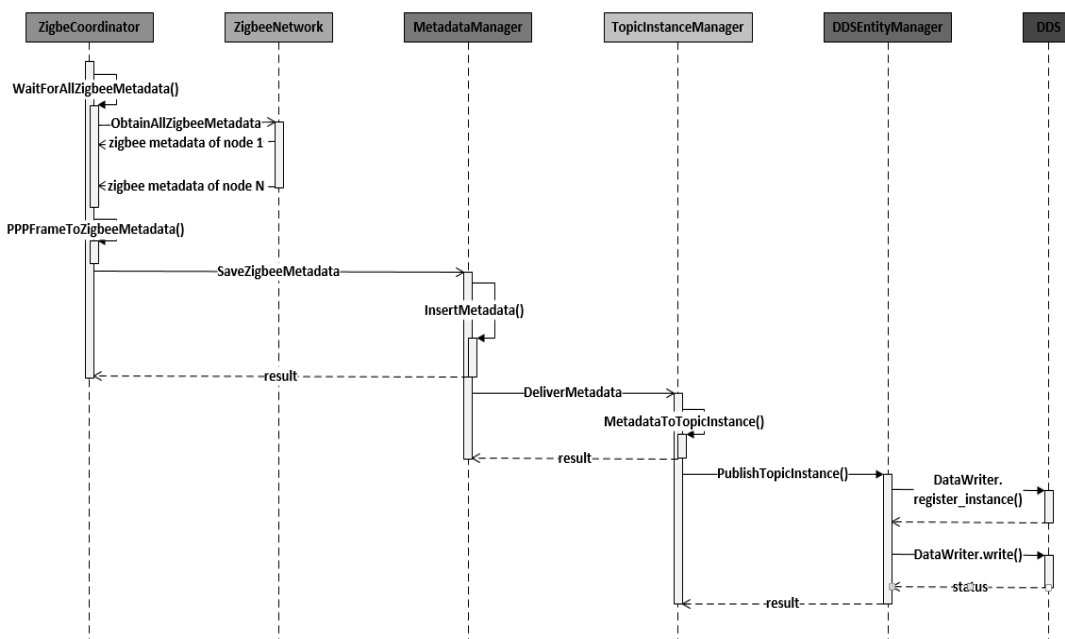 ZigbeCoordinator
ZigbeeNetwork
MetadataManager
TopicInstanceManager
DDSEntityManager
DDS
WaitForAllZigbeeMetadata()
ObtainAllZigbeeMetadata
zigbee metadata of node 1
zigbee metadata of node N
PPPFrameToZigbeeMetadata()
SaveZigbeeMetadata
InsertMetadata()
result
DeliverMetadata
MetadataToTopicInstance()
result
PublishTopicInstance()
DataWriter.
register_instance()
DataWriter.write()
status
result